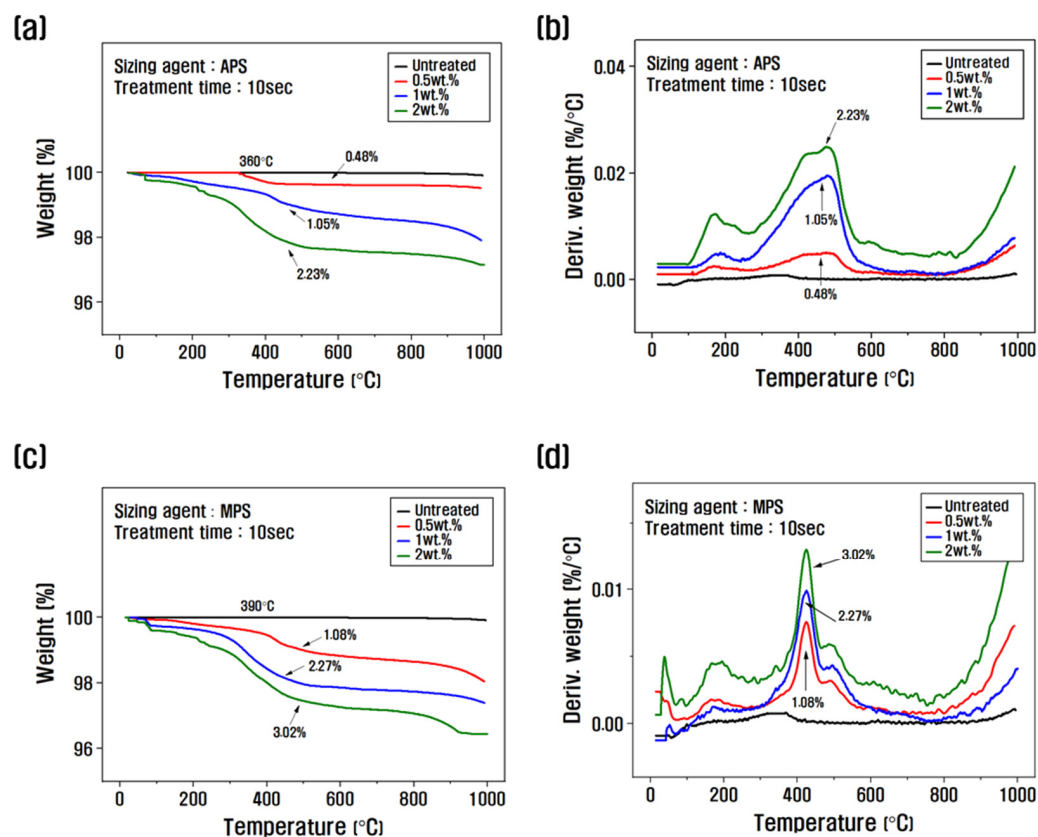 (a)
Sizing agent : APS
Treatment time : 10sec
Untreated
0.5wt.%
1wt.%
2wt.%
360°C
0.48%
1.05%
2.23%
100
98
96
Weight (%)
0 200 400 600 800 1000
Temperature (°C)
(b)
Sizing agent : APS
Treatment time : 10sec
Untreated
0.5wt.%
1wt.%
2wt.%
2.23%
1.05%
0.48%
0.04
0.02
0.00
Deriv. weight (%/°C)
0 200 400 600 800 1000
Temperature (°C)
(c)
Sizing agent : MPS
Treatment time : 10sec
Untreated
0.5wt.%
1wt.%
2wt.%
390°C
1.08%
2.27%
3.02%
100
98
96
Weight (%)
0 200 400 600 800 1000
Temperature (°C)
(d)
Sizing agent : MPS
Treatment time : 10sec
Untreated
0.5wt.%
1wt.%
2wt.%
3.02%
2.27%
1.08%
0.01
0.00
Deriv. weight (%/°C)
0 200 400 600 800 1000
Temperature (°C)